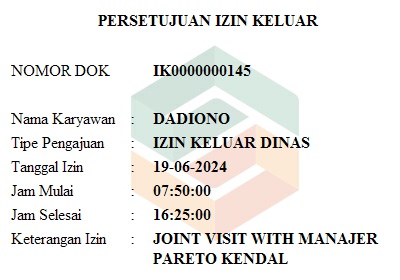 PERSETUJUAN IZIN KELUAR
NOMOR DOK IK0000000145
Nama Karyawan : DADIONO
Tipe Pengajuan : IZIN KELUAR DINAS
Tanggal Izin : 19-06-2024
Jam Mulai : 07:50:00
Jam Selesai : 16:25:00
Keterangan Izin : JOINT VISIT WITH MANAJER
PARETO KENDAL